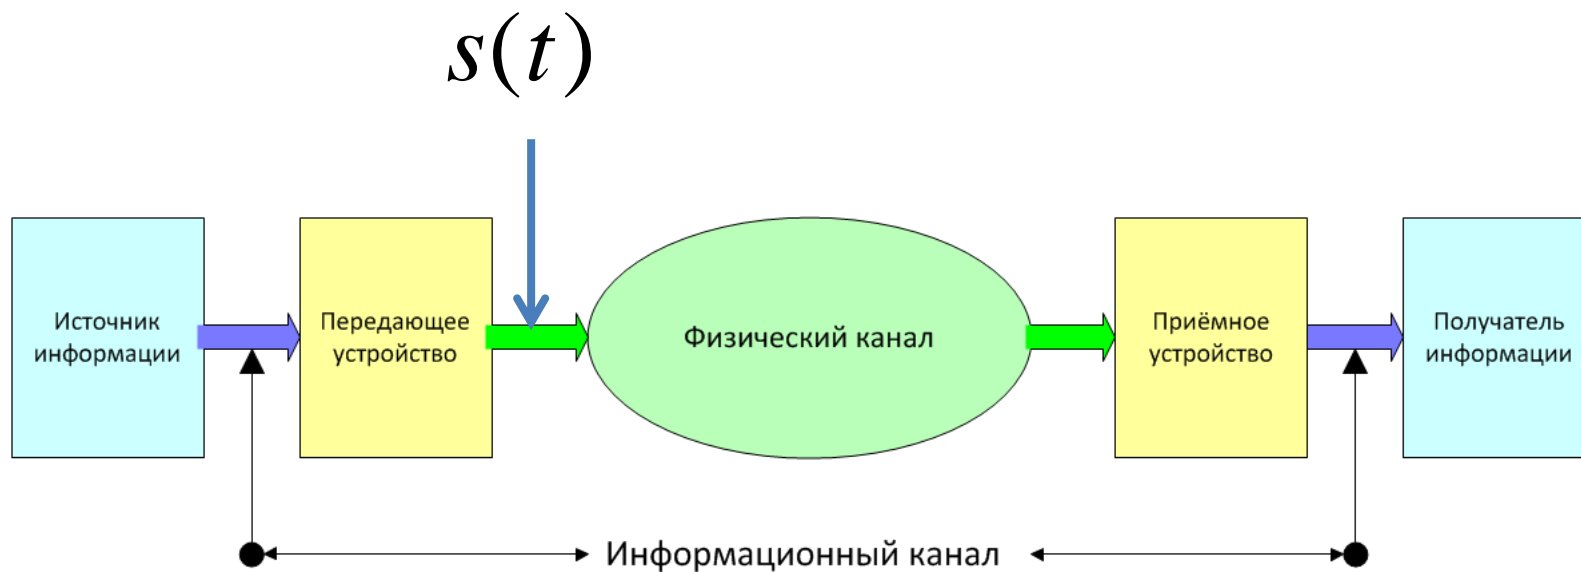 s(t)
Источник
информации
Передающее
устройство
Физический канал
Приёмное
устройство
Получатель
информации
Информационный канал